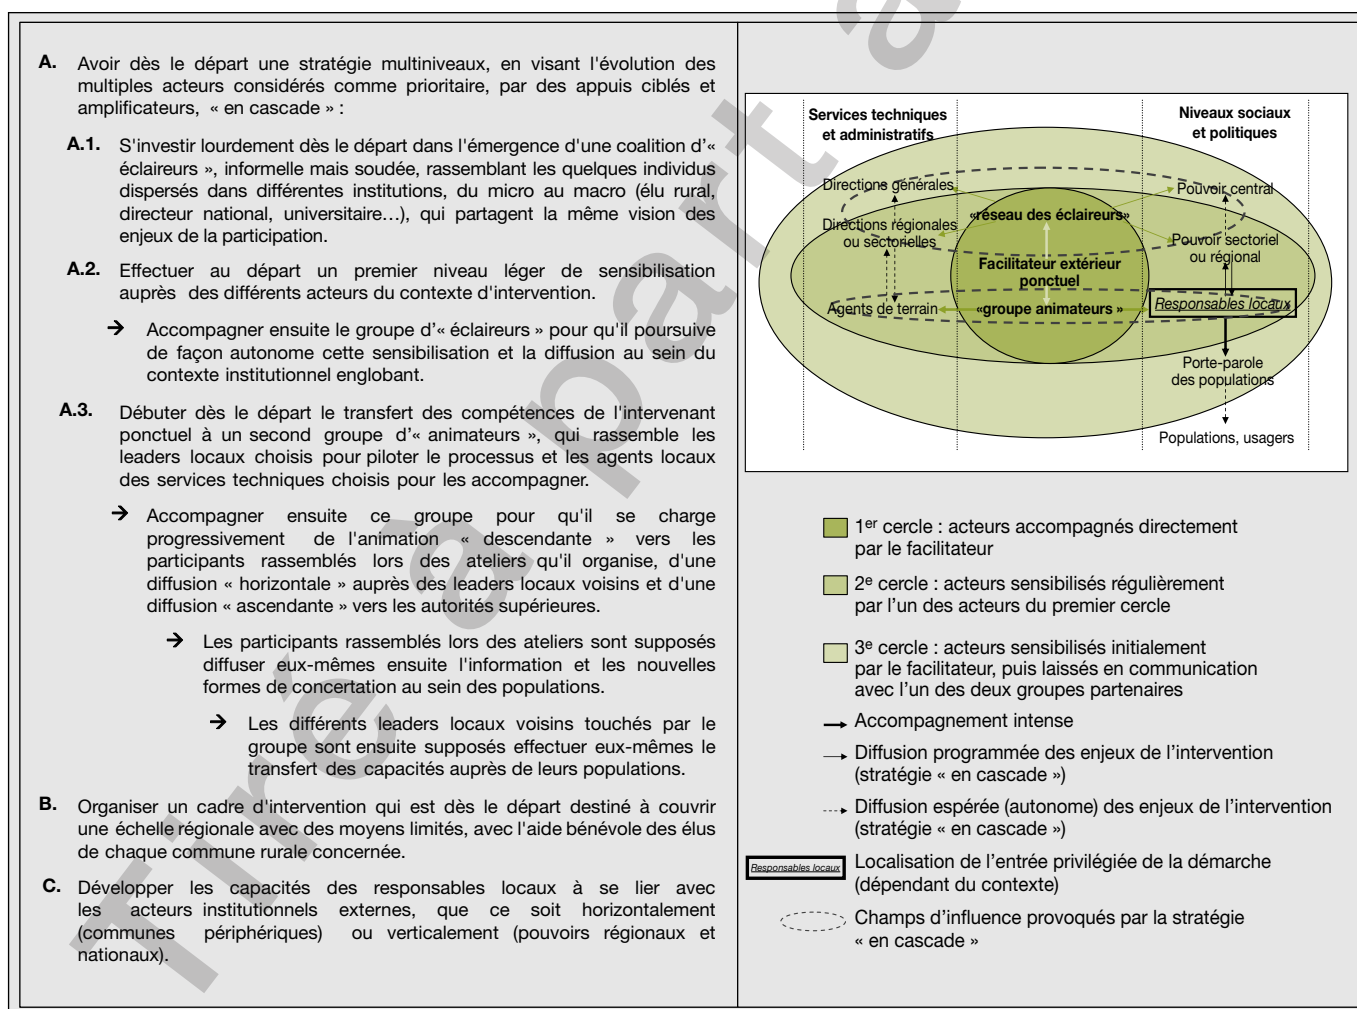 A. Avoir dès le départ une stratégie multiniveaux, en visant l'évolution des
multiples acteurs considérés comme prioritaire, par des appuis ciblés et
amplificateurs, « en cascade » :
A.1. S'investir lourdement dès le départ dans l'émergence d'une coalition d'«
éclaireurs », informelle mais soudée, rassemblant les quelques individus
dispersés dans différentes institutions, du micro au macro (élu rural,
directeur national, universitaire…), qui partagent la même vision des
enjeux de la participation.
A.2. Effectuer au départ un premier niveau léger de sensibilisation
auprès des différents acteurs du contexte d'intervention.
→ Accompagner ensuite le groupe d'« éclaireurs » pour qu'il poursuive
de façon autonome cette sensibilisation et la diffusion au sein du
contexte institutionnel englobant.
A.3. Débuter dès le départ le transfert des compétences de l'intervenant
ponctuel à un second groupe d'« animateurs », qui rassemble les
leaders locaux choisis pour piloter le processus et les agents locaux
des services techniques choisis pour les accompagner.
→ Accompagner ensuite ce groupe pour qu'il se charge
progressivement de l'animation « descendante » vers les
participants rassemblés lors des ateliers qu'il organise, d'une
diffusion « horizontale » auprès des leaders locaux voisins et d'une
diffusion « ascendante » vers les autorités supérieures.
→ Les participants rassemblés lors des ateliers sont supposés
diffuser eux-mêmes ensuite l'information et les nouvelles
formes de concertation au sein des populations.
→ Les différents leaders locaux voisins touchés par le
groupe sont ensuite supposés effectuer eux-mêmes le
transfert des capacités auprès de leurs populations.
B. Organiser un cadre d'intervention qui est dès le départ destiné à couvrir
une échelle régionale avec des moyens limités, avec l'aide bénévole des élus
de chaque commune rurale concernée.
C. Développer les capacités des responsables locaux à se lier avec
les acteurs institutionnels externes, que ce soit horizontalement
(communes périphériques) ou verticalement (pouvoirs régionaux et
nationaux).
Services techniques
et administratifs
Niveaux sociaux
et politiques
Directions générales
Pouvoir central
«réseau des éclaireurs»
Directions régionales
ou sectorielles
Pouvoir sectoriel
ou régional
Facilitateur extérieur
ponctuel
Agents de terrain
«groupe animateurs »
Responsables locaux
Porte-parole
des populations
Populations, usagers
1er cercle : acteurs accompagnés directement
par le facilitateur
2e cercle : acteurs sensibilisés régulièrement
par l'un des acteurs du premier cercle
3e cercle : acteurs sensibilisés initialement
par le facilitateur, puis laissés en communication
avec l'un des deux groupes partenaires
Accompagnement intense
Diffusion programmée des enjeux de l'intervention
(stratégie « en cascade »)
Diffusion espérée (autonome) des enjeux de l'intervention
(stratégie « en cascade »)
Responsables locaux
Localisation de l'entrée privilégiée de la démarche
(dépendant du contexte)
Champs d'influence provoqués par la stratégie
« en cascade »
Tiré à part a